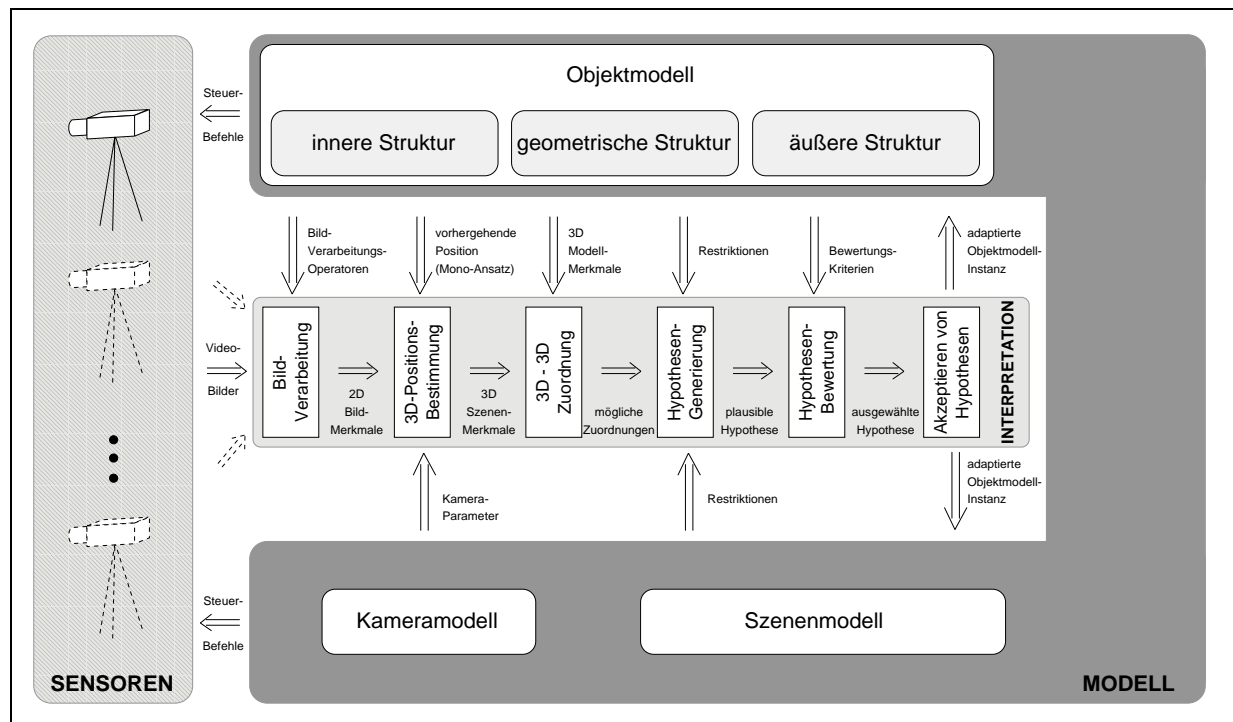 Objektmodell
innere Struktur
geometrische Struktur
äußere Struktur
Steuer-
Befehle
Bild-
Verarbeitungs-
Operatoren
vorhergehende
Position
(Mono-Ansatz)
3D
Modell-
Merkmale
Restriktionen
Bewertungs-
Kriterien
adaptierte
Objektmodell-
Instanz
Video-
Bilder
Bild-
Verarbeitung
2D
Bild-
Merkmale
3D-Positions-
Bestimmung
3D
Szenen-
Merkmale
3D - 3D
Zuordnung
mögliche
Zuordnungen
Hypothesen-
Generierung
plausible
Hypothese
Hypothesen-
Bewertung
ausgewählte
Hypothese
Akzeptieren von
Hypothesen
INTERPRETATION
Kamera-
Parameter
Restriktionen
adaptierte
Objektmodell-
Instanz
Steuer-
Befehle
Kameramodell
Szenenmodell
SENSOREN
MODELL